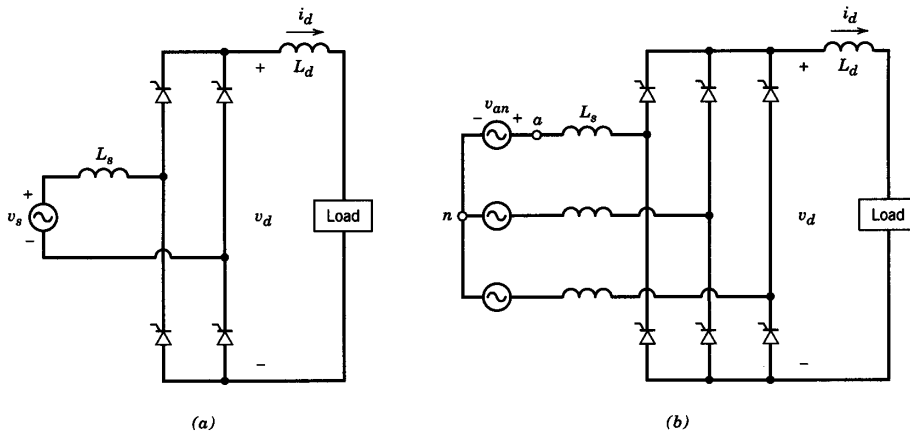 i_d
+
L_d
L_s
+
v_s
−
v_d
Load
−
(a)
i_d
+
L_d
v_an
− +
a
L_s
n
v_d
Load
−
(b)